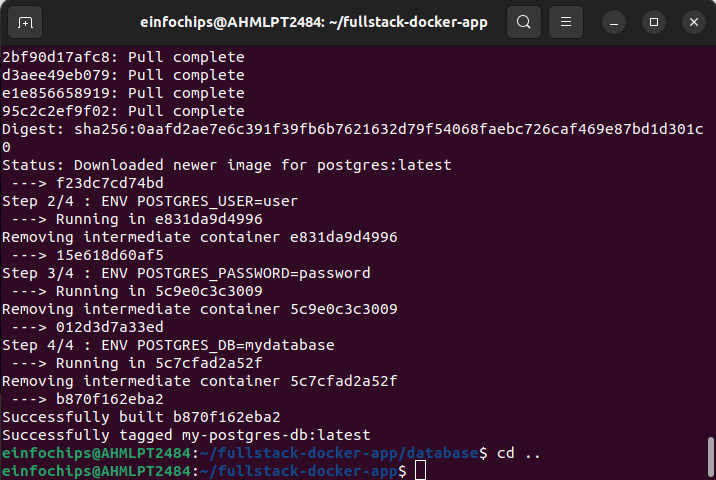 einfochips@AHMLPT2484: ~/fullstack-docker-app
2bf90d17afc8: Pull complete
d3aee49eb079: Pull complete
e1e856658919: Pull complete
95c2c2ef9f02: Pull complete
Digest: sha256:0aafd2ae7e6c391f39fb6b7621632d79f54068faebc726caf469e87bd1d301c
0
Status: Downloaded newer image for postgres:latest
 ---> f23dc7cd74bd
Step 2/4 : ENV POSTGRES_USER=user
 ---> Running in e831da9d4996
Removing intermediate container e831da9d4996
 ---> 15e618d60af5
Step 3/4 : ENV POSTGRES_PASSWORD=password
 ---> Running in 5c9e0c3c3009
Removing intermediate container 5c9e0c3c3009
 ---> 012d3d7a33ed
Step 4/4 : ENV POSTGRES_DB=mydatabase
 ---> Running in 5c7cfad2a52f
Removing intermediate container 5c7cfad2a52f
 ---> b870f162eba2
Successfully built b870f162eba2
Successfully tagged my-postgres-db:latest
einfochips@AHMLPT2484:~/fullstack-docker-app/database$ cd ..
einfochips@AHMLPT2484:~/fullstack-docker-app$